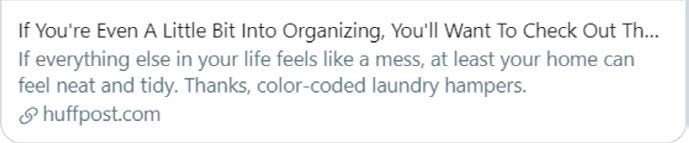 If You're Even A Little Bit Into Organizing, You'll Want To Check Out Th...
If everything else in your life feels like a mess, at least your home can
feel neat and tidy. Thanks, color-coded laundry hampers.
huffpost.com